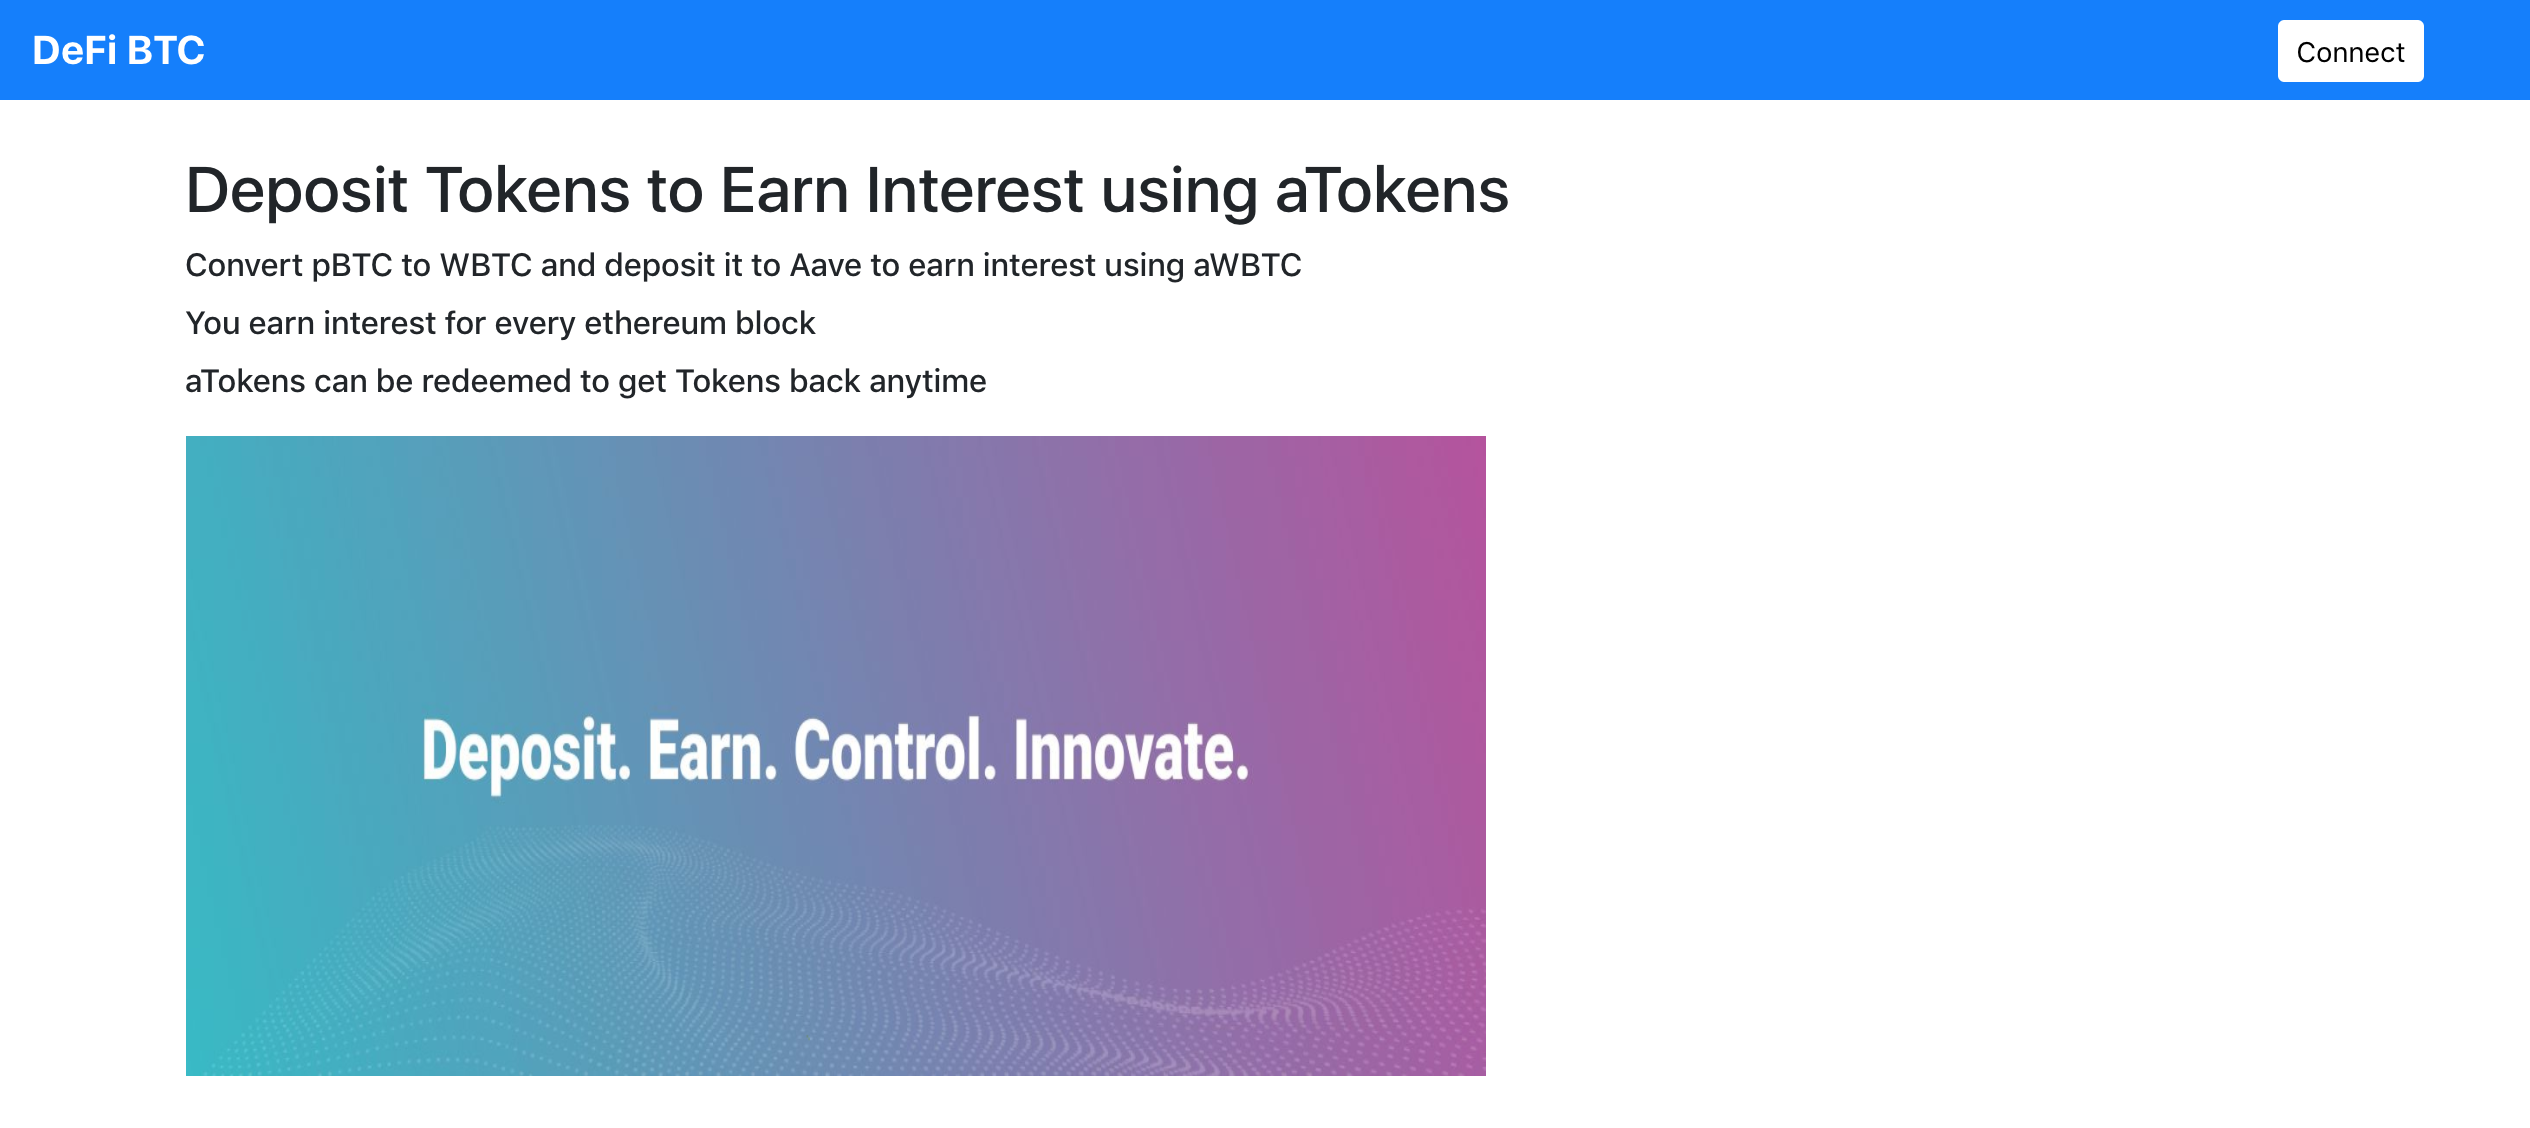 DeFi BTC
Connect
Deposit Tokens to Earn Interest using aTokens
Convert pBTC to WBTC and deposit it to Aave to earn interest using aWBTC
You earn interest for every ethereum block
aTokens can be redeemed to get Tokens back anytime
Deposit. Earn. Control. Innovate.